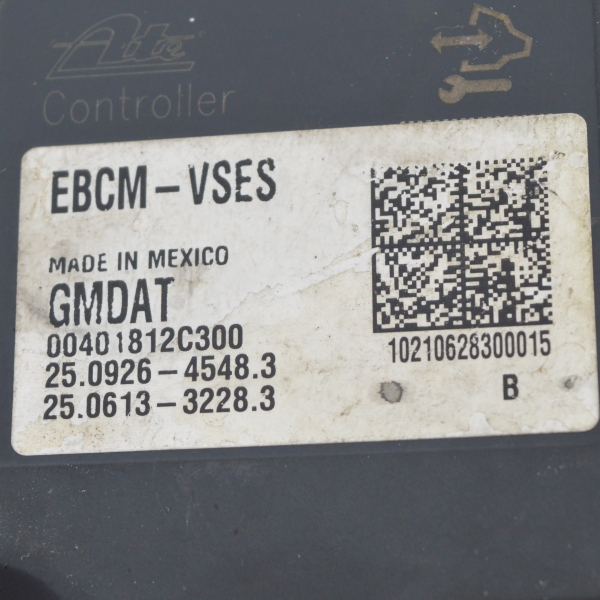 Ate
Controller
EBCM-VSES
MADE IN MEXICO
GMDAT
00401812C300
25.0926-4548.3
25.0613-3228.3
10210628300015
B